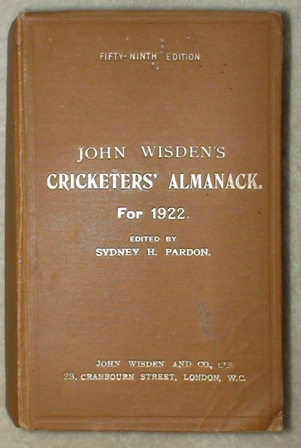 FIFTY-NINTH EDITION.
JOHN WISDEN'S
CRICKETERS' ALMANACK.
For 1922.
EDITED BY
SYDNEY H. PARDON.
JOHN WISDEN AND CO., LTD.
23, CRANBOURN STREET, LONDON, W.C.